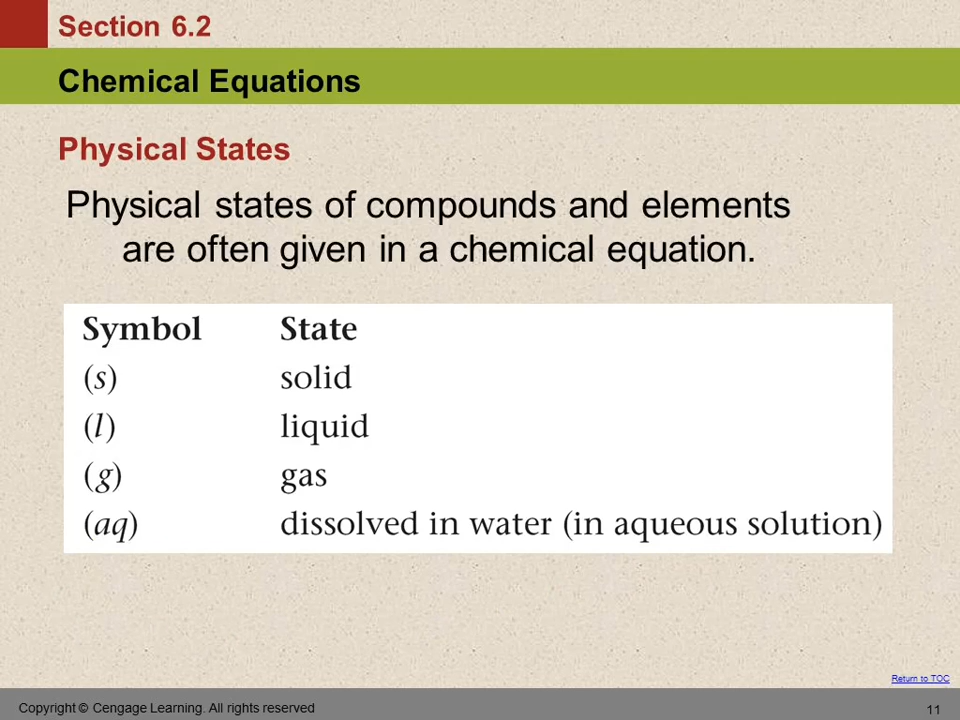 Section 6.2
Chemical Equations
Physical States
Physical states of compounds and elements
are often given in a chemical equation.
Symbol State
(s) solid
(l) liquid
(g) gas
(aq) dissolved in water (in aqueous solution)
Return to TOC
Copyright © Cengage Learning. All rights reserved 11